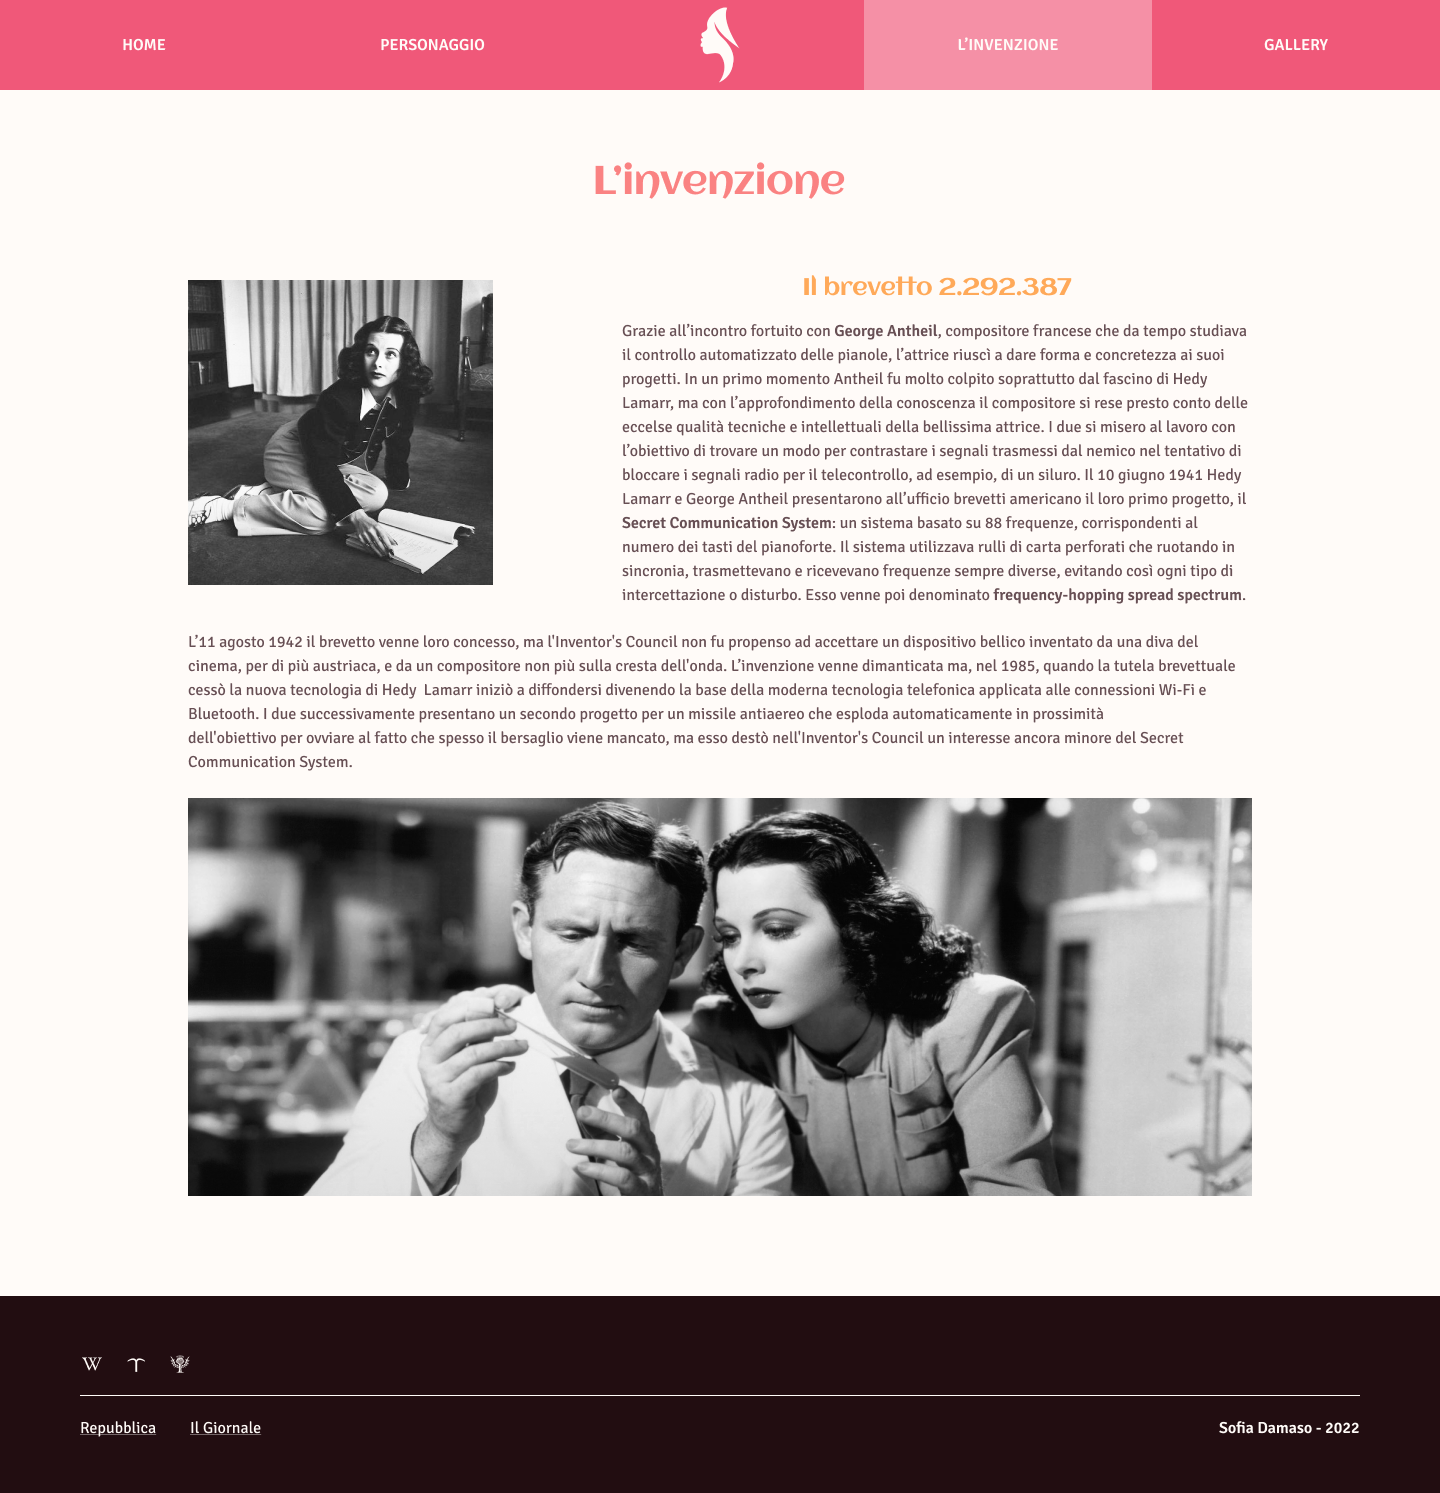 HOME
PERSONAGGIO
L’INVENZIONE
GALLERY
L’invenzione
Il brevetto 2.292.387
Grazie all’incontro fortuito con George Antheil, compositore francese che da tempo studiava
il controllo automatizzato delle pianole, l’attrice riuscì a dare forma e concretezza ai suoi
progetti. In un primo momento Antheil fu molto colpito soprattutto dal fascino di Hedy
Lamarr, ma con l’approfondimento della conoscenza il compositore si rese presto conto delle
eccelse qualità tecniche e intellettuali della bellissima attrice. I due si misero al lavoro con
l’obiettivo di trovare un modo per contrastare i segnali trasmessi dal nemico nel tentativo di
bloccare i segnali radio per il telecontrollo, ad esempio, di un siluro. Il 10 giugno 1941 Hedy
Lamarr e George Antheil presentarono all’ufficio brevetti americano il loro primo progetto, il
Secret Communication System: un sistema basato su 88 frequenze, corrispondenti al
numero dei tasti del pianoforte. Il sistema utilizzava rulli di carta perforati che ruotando in
sincronia, trasmettevano e ricevevano frequenze sempre diverse, evitando così ogni tipo di
intercettazione o disturbo. Esso venne poi denominato frequency-hopping spread spectrum.
L’11 agosto 1942 il brevetto venne loro concesso, ma l'Inventor's Council non fu propenso ad accettare un dispositivo bellico inventato da una diva del
cinema, per di più austriaca, e da un compositore non più sulla cresta dell'onda. L’invenzione venne dimanticata ma, nel 1985, quando la tutela brevettuale
cessò la nuova tecnologia di Hedy  Lamarr iniziò a diffondersi divenendo la base della moderna tecnologia telefonica applicata alle connessioni Wi-Fi e
Bluetooth. I due successivamente presentano un secondo progetto per un missile antiaereo che esploda automaticamente in prossimità
dell'obiettivo per ovviare al fatto che spesso il bersaglio viene mancato, ma esso destò nell'Inventor's Council un interesse ancora minore del Secret
Communication System.
W
Repubblica
Il Giornale
Sofia Damaso - 2022